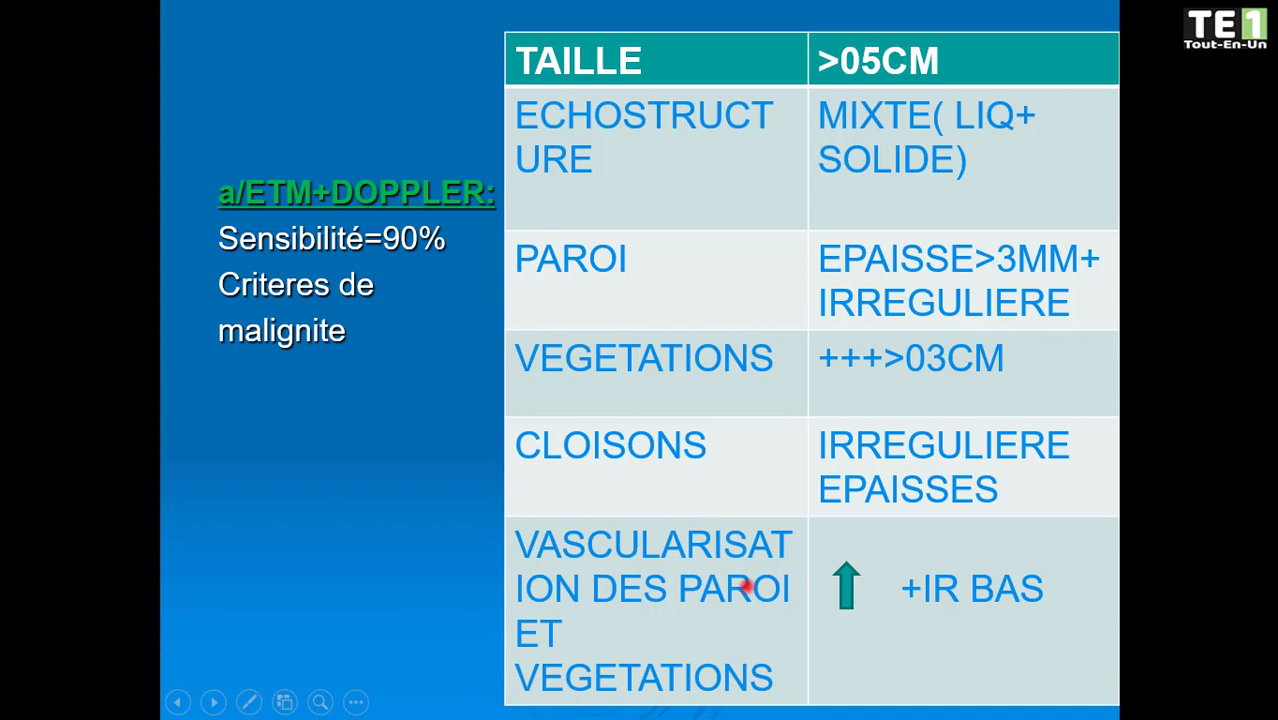 TE1
Tout-En-Un
a/ETM+DOPPLER:
Sensibilité=90%
Criteres de
malignite
TAILLE
>05CM
ECHOSTRUCT
URE
MIXTE( LIQ+
SOLIDE)
PAROI
EPAISSE>3MM+
IRREGULIERE
VEGETATIONS
+++>03CM
CLOISONS
IRREGULIERE
EPAISSES
VASCULARISAT
ION DES PAROI
ET
VEGETATIONS
+IR BAS